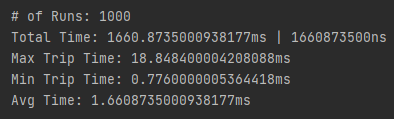 # of Runs: 1000
Total Time: 1660.8735000938177ms | 1660873500ns
Max Trip Time: 18.848400004208088ms
Min Trip Time: 0.7760000005364418ms
Avg Time: 1.6608735000938177ms